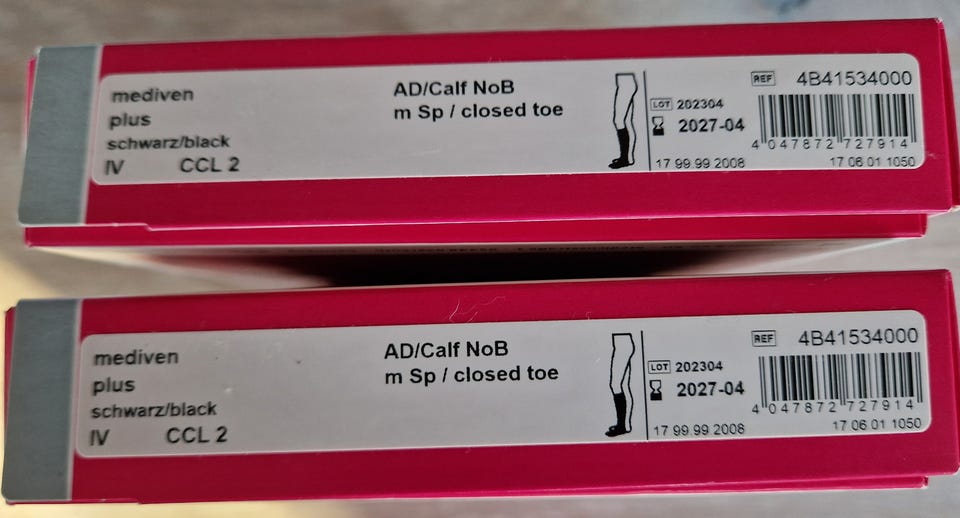 mediven
plus
schwarz/black
IV CCL 2
AD/Calf NoB
m Sp / closed toe
LOT 202304
2027-04
17 99.99 2008
REF 4B41534000
4 047872 727914
17 06.01 1050
mediven
plus
schwarz/black
IV CCL 2
AD/Calf NoB
m Sp / closed toe
LOT 202304
2027-04
17 99.99 2008
REF 4B41534000
4 047872 727914
17 06.01 1050